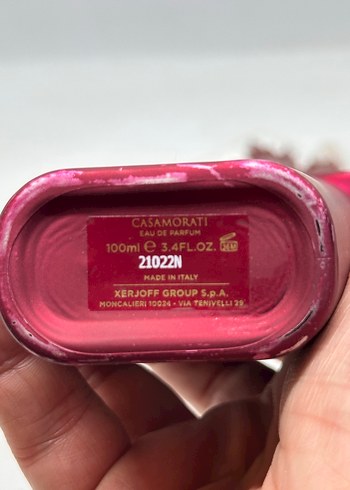 CASAMORATI
EAU DE PARFUM
100ml ℮ 3.4FL.OZ.
21022N
MADE IN ITALY
XERJOFF GROUP S.p.A.
MONCALIERI 10024 - VIA TENIVELLI 29